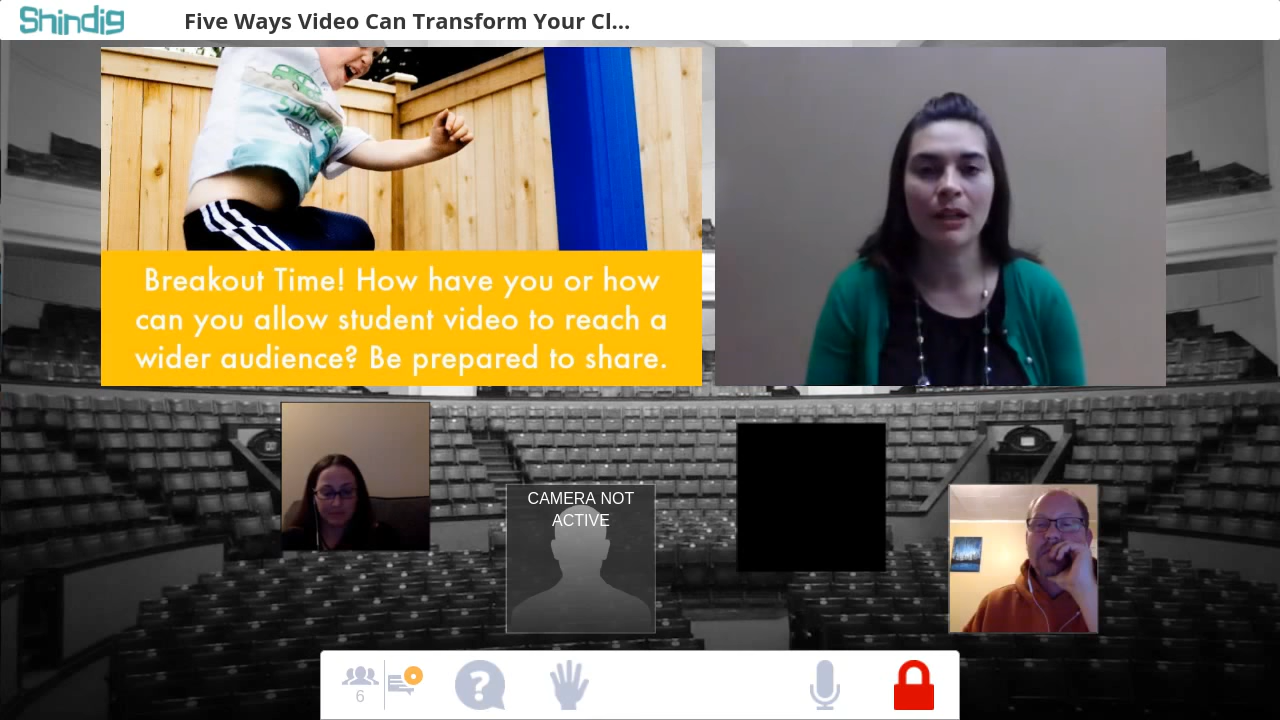 Shindig
Five Ways Video Can Transform Your Cl...
Breakout Time! How have you or how
can you allow student video to reach a
wider audience? Be prepared to share.
CAMERA NOT
ACTIVE
?
6